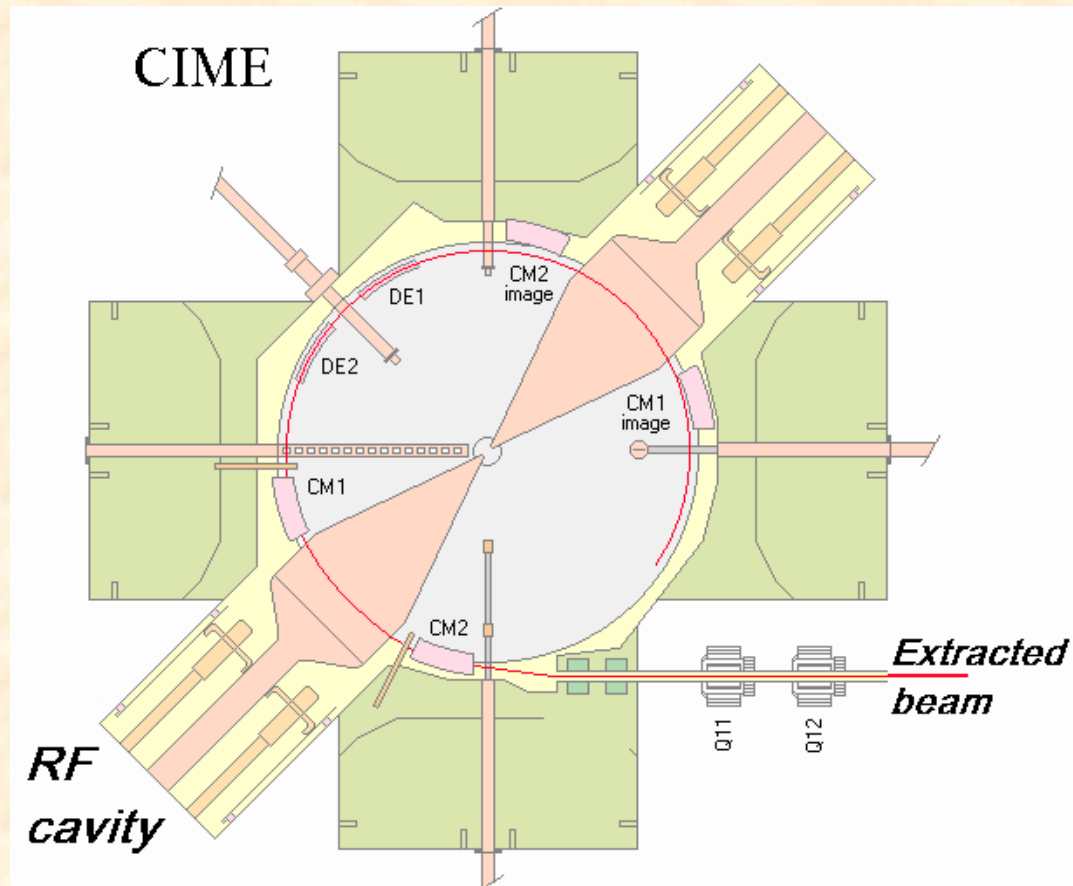 CIME
CM2
image
DE1
DE2
CM1
image
CM1
CM2
Extracted
beam
Q11
Q12
RF
cavity